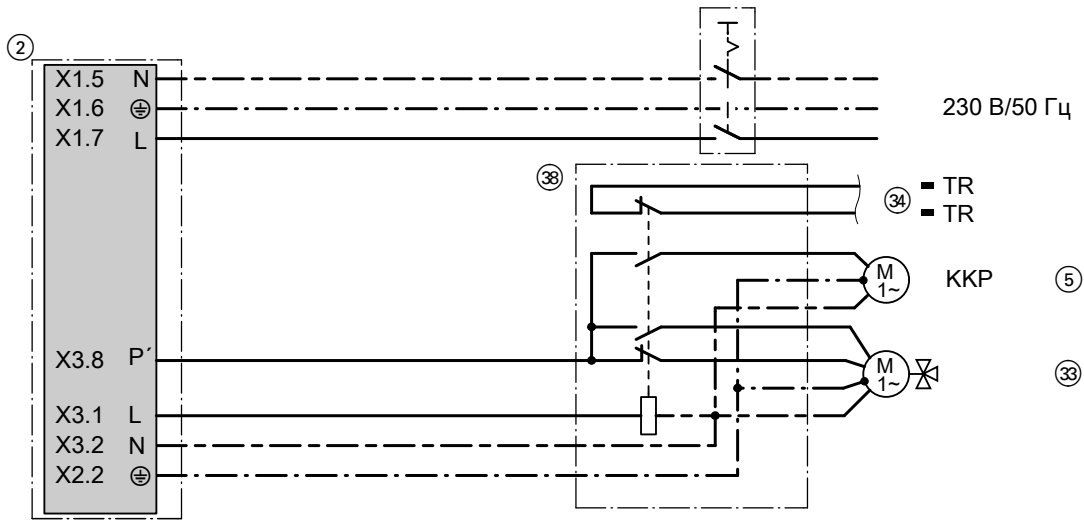 ②
X1.5 N
X1.6
X1.7 L
230 В/50 Гц
㊳
㉞
TR
TR
M
1~
KKP
⑤
X3.8 P´
M
1~
㉝
X3.1 L
X3.2 N
X2.2